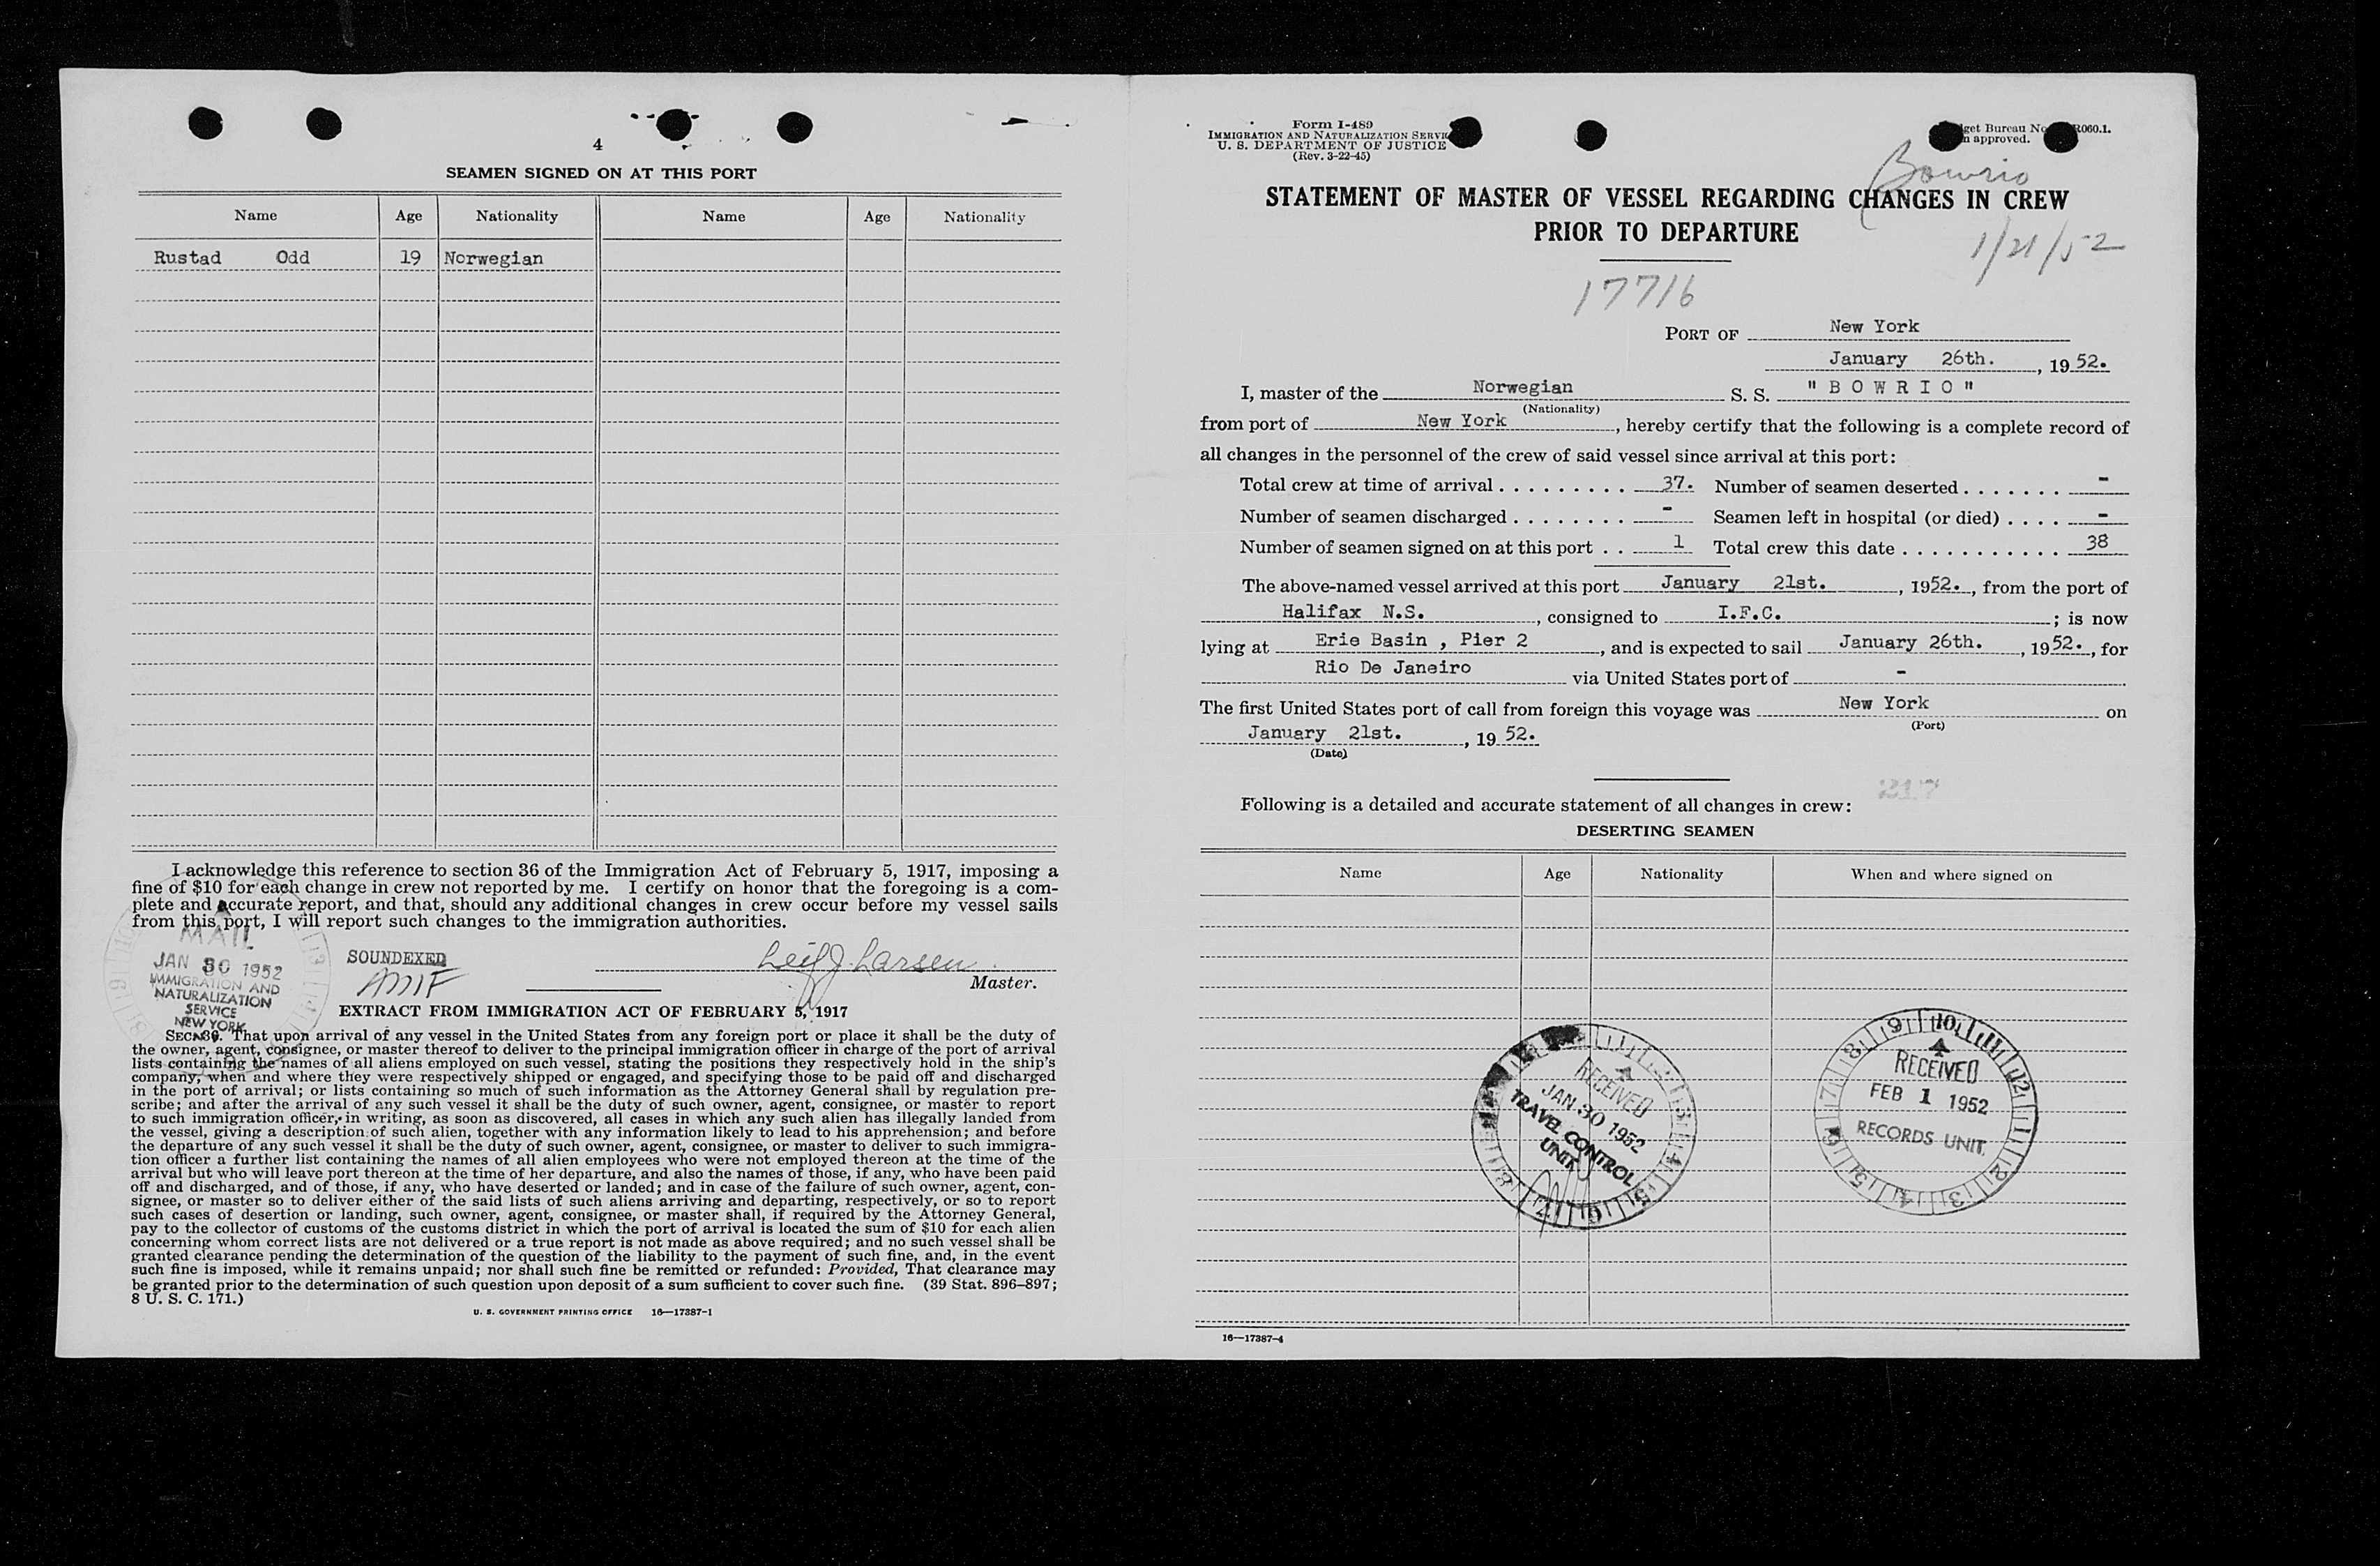 4
SEAMEN SIGNED ON AT THIS PORT
Name Age Nationality Name Age Nationality
Rustad Odd 19 Norwegian
I acknowledge this reference to section 36 of the Immigration Act of February 5, 1917, imposing a
fine of $10 for each change in crew not reported by me. I certify on honor that the foregoing is a com-
plete and accurate report, and that, should any additional changes in crew occur before my vessel sails
from this port, I will report such changes to the immigration authorities.
MAIL
JAN 30 1952
IMMIGRATION AND
NATURALIZATION
SERVICE
NEW YORK
SOUNDEXED
Leif J. Larsen
Master.
EXTRACT FROM IMMIGRATION ACT OF FEBRUARY 5, 1917
SEC. 36. That upon arrival of any vessel in the United States from any foreign port or place it shall be the duty of
the owner, agent, consignee, or master thereof to deliver to the principal immigration officer in charge of the port of arrival
lists containing the names of all aliens employed on such vessel, stating the positions they respectively hold in the ship's
company, when and where they were respectively shipped or engaged, and specifying those to be paid off and discharged
in the port of arrival; or lists containing so much of such information as the Attorney General shall by regulation pre-
scribe; and after the arrival of any such vessel it shall be the duty of such owner, agent, consignee, or master to report
to such immigration officer, in writing, as soon as discovered, all cases in which any such alien has illegally landed from
the vessel, giving a description of such alien, together with any information likely to lead to his apprehension; and before
the departure of any such vessel it shall be the duty of such owner, agent, consignee, or master to deliver to such immigra-
tion officer a further list containing the names of all alien employees who were not employed thereon at the time of the
arrival but who will leave port thereon at the time of her departure, and also the names of those, if any, who have been paid
off and discharged, and of those, if any, who have deserted or landed; and in case of the failure of such owner, agent, con-
signee, or master so to deliver either of the said lists of such aliens arriving and departing, respectively, or so to report
such cases of desertion or landing, such owner, agent, consignee, or master shall, if required by the Attorney General,
pay to the collector of customs of the customs district in which the port of arrival is located the sum of $10 for each alien
concerning whom correct lists are not delivered or a true report is not made as above required; and no such vessel shall be
granted clearance pending the determination of the question of the liability to the payment of such fine, and, in the event
such fine is imposed, while it remains unpaid; nor shall such fine be remitted or refunded: Provided, That clearance may
be granted prior to the determination of such question upon deposit of a sum sufficient to cover such fine. (39 Stat. 896–897;
8 U. S. C. 171.)
U. S. GOVERNMENT PRINTING OFFICE 16—17387-1
Form I-489
IMMIGRATION AND NATURALIZATION
U. S. DEPARTMENT OF JUSTICE
(Rev. 3-22-45)
Bureau
approved.
Bowrio
STATEMENT OF MASTER OF VESSEL REGARDING CHANGES IN CREW
PRIOR TO DEPARTURE
1/21/52
17716
PORT OF New York
January 26th. , 19 52.
I, master of the Norwegian S. S. " B O W R I O "
(Nationality)
from port of New York , hereby certify that the following is a complete record of
all changes in the personnel of the crew of said vessel since arrival at this port:
Total crew at time of arrival . . . . . . . . . 37. Number of seamen deserted . . . . . . . -
Number of seamen discharged . . . . . . . . - Seamen left in hospital (or died) . . . . -
Number of seamen signed on at this port . . 1 Total crew this date . . . . . . . . . . . 38
The above-named vessel arrived at this port January 21st. , 1952. , from the port of
Halifax N.S. , consigned to I.F.C. ; is now
lying at Erie Basin , Pier 2 , and is expected to sail January 26th. , 1952. , for
Rio De Janeiro via United States port of - .
The first United States port of call from foreign this voyage was New York on
(Port)
January 21st. , 19 52.
(Date)
217
Following is a detailed and accurate statement of all changes in crew:
DESERTING SEAMEN
Name Age Nationality When and where signed on
RECEIVED
JAN 30 1952
TRAVEL CONTROL
UNIT
RECEIVED
FEB 1 1952
RECORDS UNIT
16—17387-4